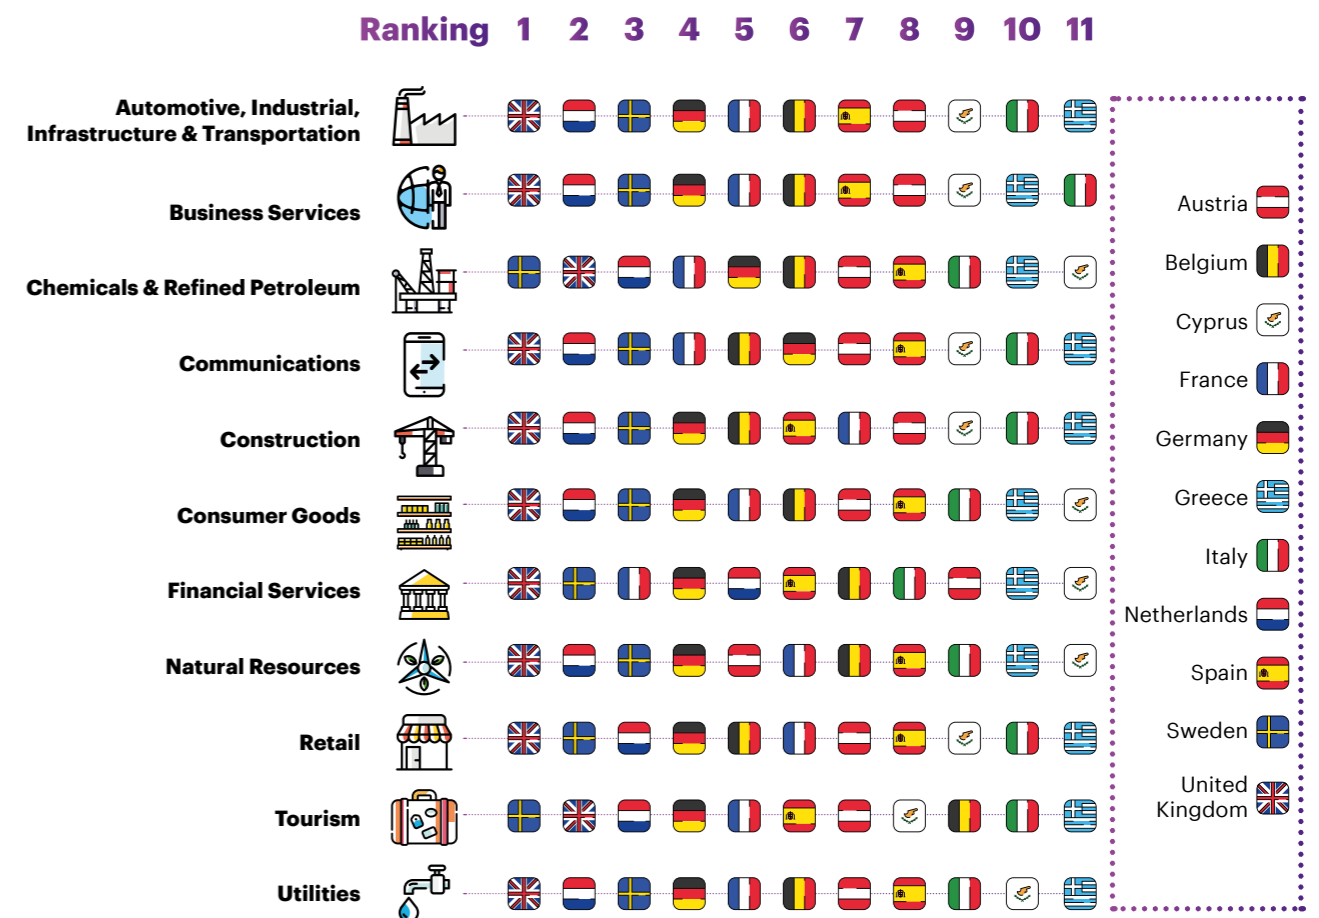 Ranking 1 2 3 4 5 6 7 8 9 10 11
Automotive, Industrial,
Infrastructure & Transportation
Business Services
Chemicals & Refined Petroleum
Communications
Construction
Consumer Goods
Financial Services
Natural Resources
Retail
Tourism
Utilities
Austria
Belgium
Cyprus
France
Germany
Greece
Italy
Netherlands
Spain
Sweden
United
Kingdom